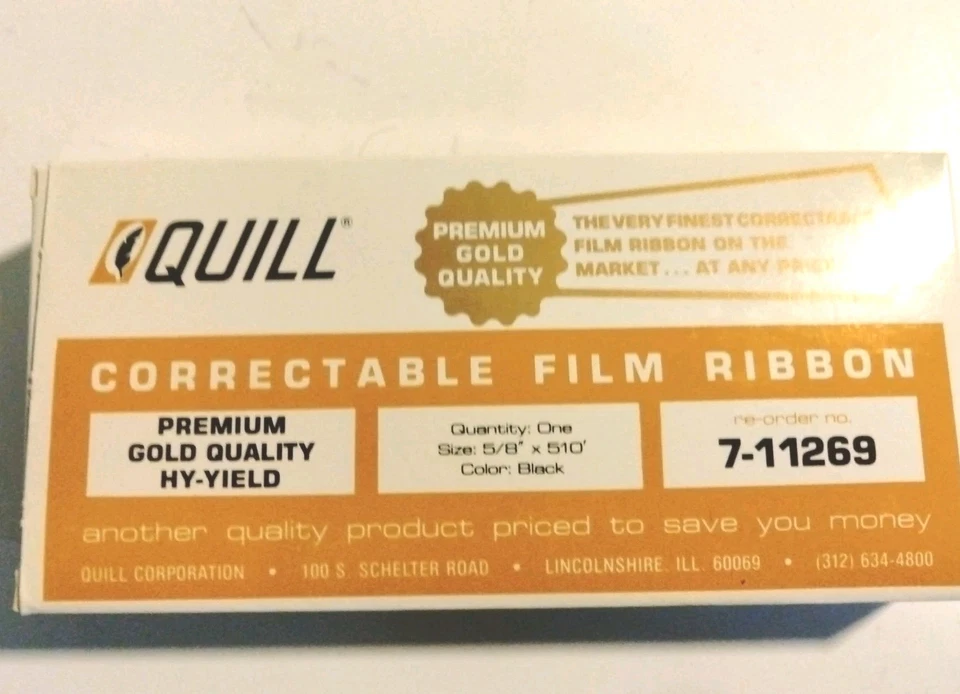 QUILL®
PREMIUM
GOLD
QUALITY
THE VERY FINEST CORRECTABLE
FILM RIBBON ON THE
MARKET... AT ANY PRICE!
CORRECTABLE FILM RIBBON
PREMIUM
GOLD QUALITY
HY-YIELD
Quantity: One
Size: 5/8" x 510'
Color: Black
re-order no.
7-11269
another quality product priced to save you money
QUILL CORPORATION • 100 S. SCHELTER ROAD • LINCOLNSHIRE, ILL. 60069 • (312) 634-4800